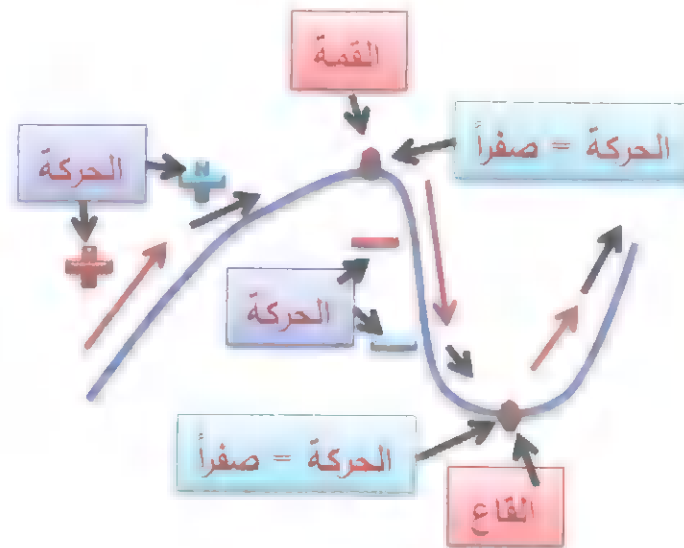 القمة
الحركة = صفراً
الحركة
الحركة
الحركة = صفراً
القاع